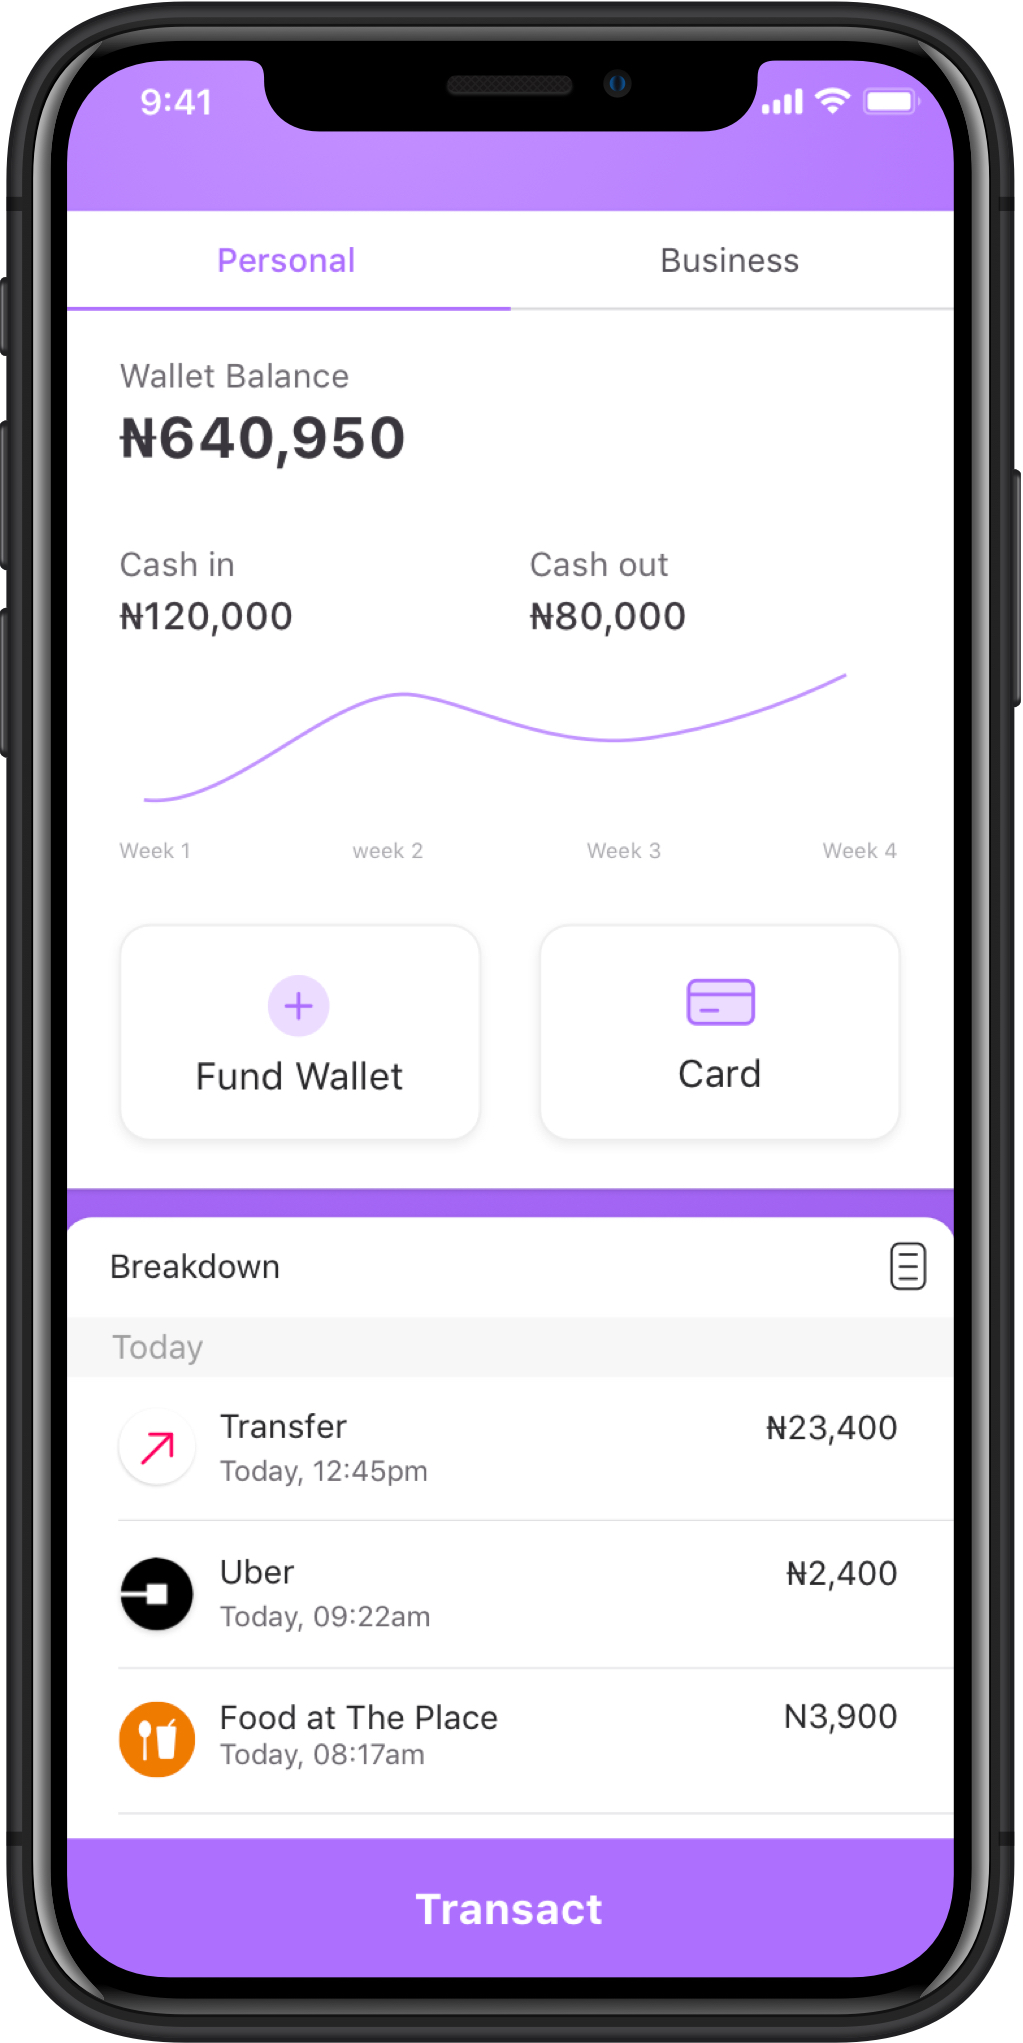 9:41
Personal Business
Wallet Balance
₦640,950
Cash in Cash out
₦120,000 ₦80,000
Week 1 week 2 Week 3 Week 4
Fund Wallet Card
Breakdown
Today
Transfer ₦23,400
Today, 12:45pm
Uber ₦2,400
Today, 09:22am
Food at The Place N3,900
Today, 08:17am
Transact